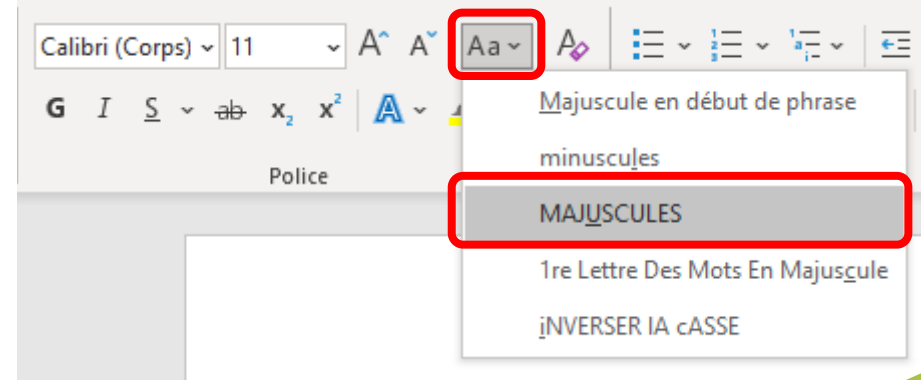 Calibri (Corps) 11 A A Aa A
G I S ab x₂ x² A
Majuscule en début de phrase
minuscules
Police
MAJUSCULES
1re Lettre Des Mots En Majuscule
iNVERSER lA cASSE